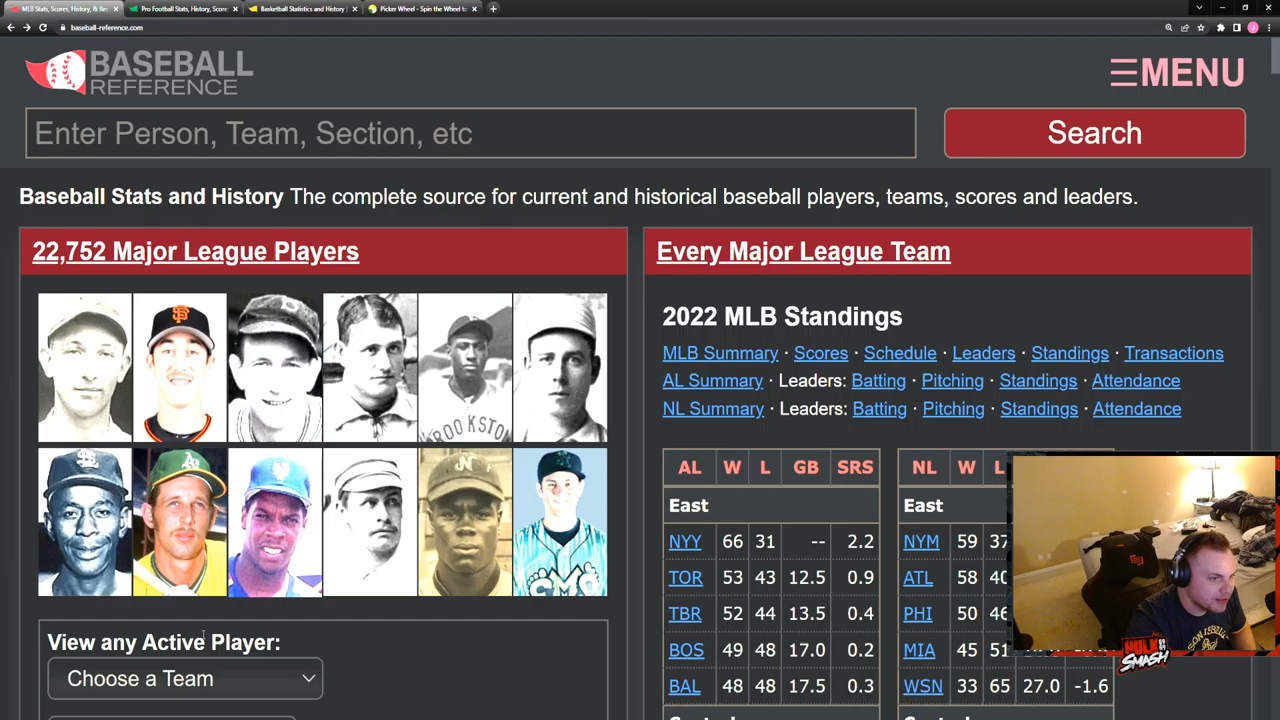 MLB Stats, Scores, History, & Rec
Pro Football Stats, History, Scores
Basketball Statistics and History
Picker Wheel - Spin the Wheel to
baseball-reference.com
BASEBALL
REFERENCE
MENU
Enter Person, Team, Section, etc
Search
Baseball Stats and History The complete source for current and historical baseball players, teams, scores and leaders.
22,752 Major League Players
View any Active Player:
Choose a Team
Every Major League Team
2022 MLB Standings
MLB Summary · Scores · Schedule · Leaders · Standings · Transactions
AL Summary · Leaders: Batting · Pitching · Standings · Attendance
NL Summary · Leaders: Batting · Pitching · Standings · Attendance
AL W L GB SRS
East
NYY 66 31 -- 2.2
TOR 53 43 12.5 0.9
TBR 52 44 13.5 0.4
BOS 49 48 17.0 0.2
BAL 48 48 17.5 0.3
NL W L
East
NYM 59 37
ATL 58 40
PHI 50 46
MIA 45 51
WSN 33 65 27.0 -1.6
HULK
SMASH